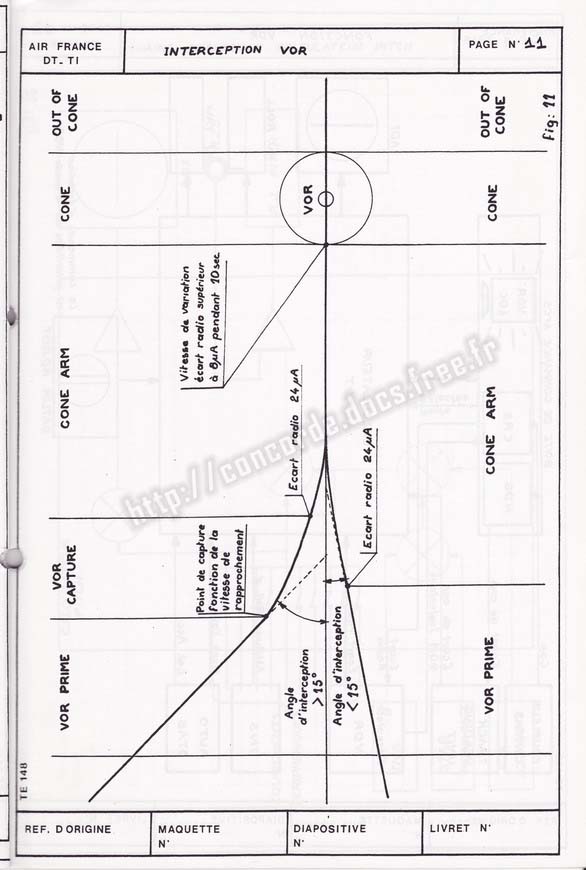 AIR FRANCE
DT-TI
INTERCEPTION VOR
PAGE N° 11
OUT OF
CONE
CONE
CONE ARM
VOR
CAPTURE
VOR PRIME
VOR
Vitesse de variation
écart radio supérieur
à 8µA pendant 10sec
Ecart radio 24µA
Point de capture
Fonction de la
vitesse de
rapprochement
Angle
d'interception
>15°
Angle d'interception
<15°
Ecart radio 24µA
OUT OF
CONE
CONE
CONE ARM
VOR PRIME
Fig: 11
http://concorde.docs.free.fr
TE 148
REF. D'ORIGINE
MAQUETTE
N°
DIAPOSITIVE
N°
LIVRET N°